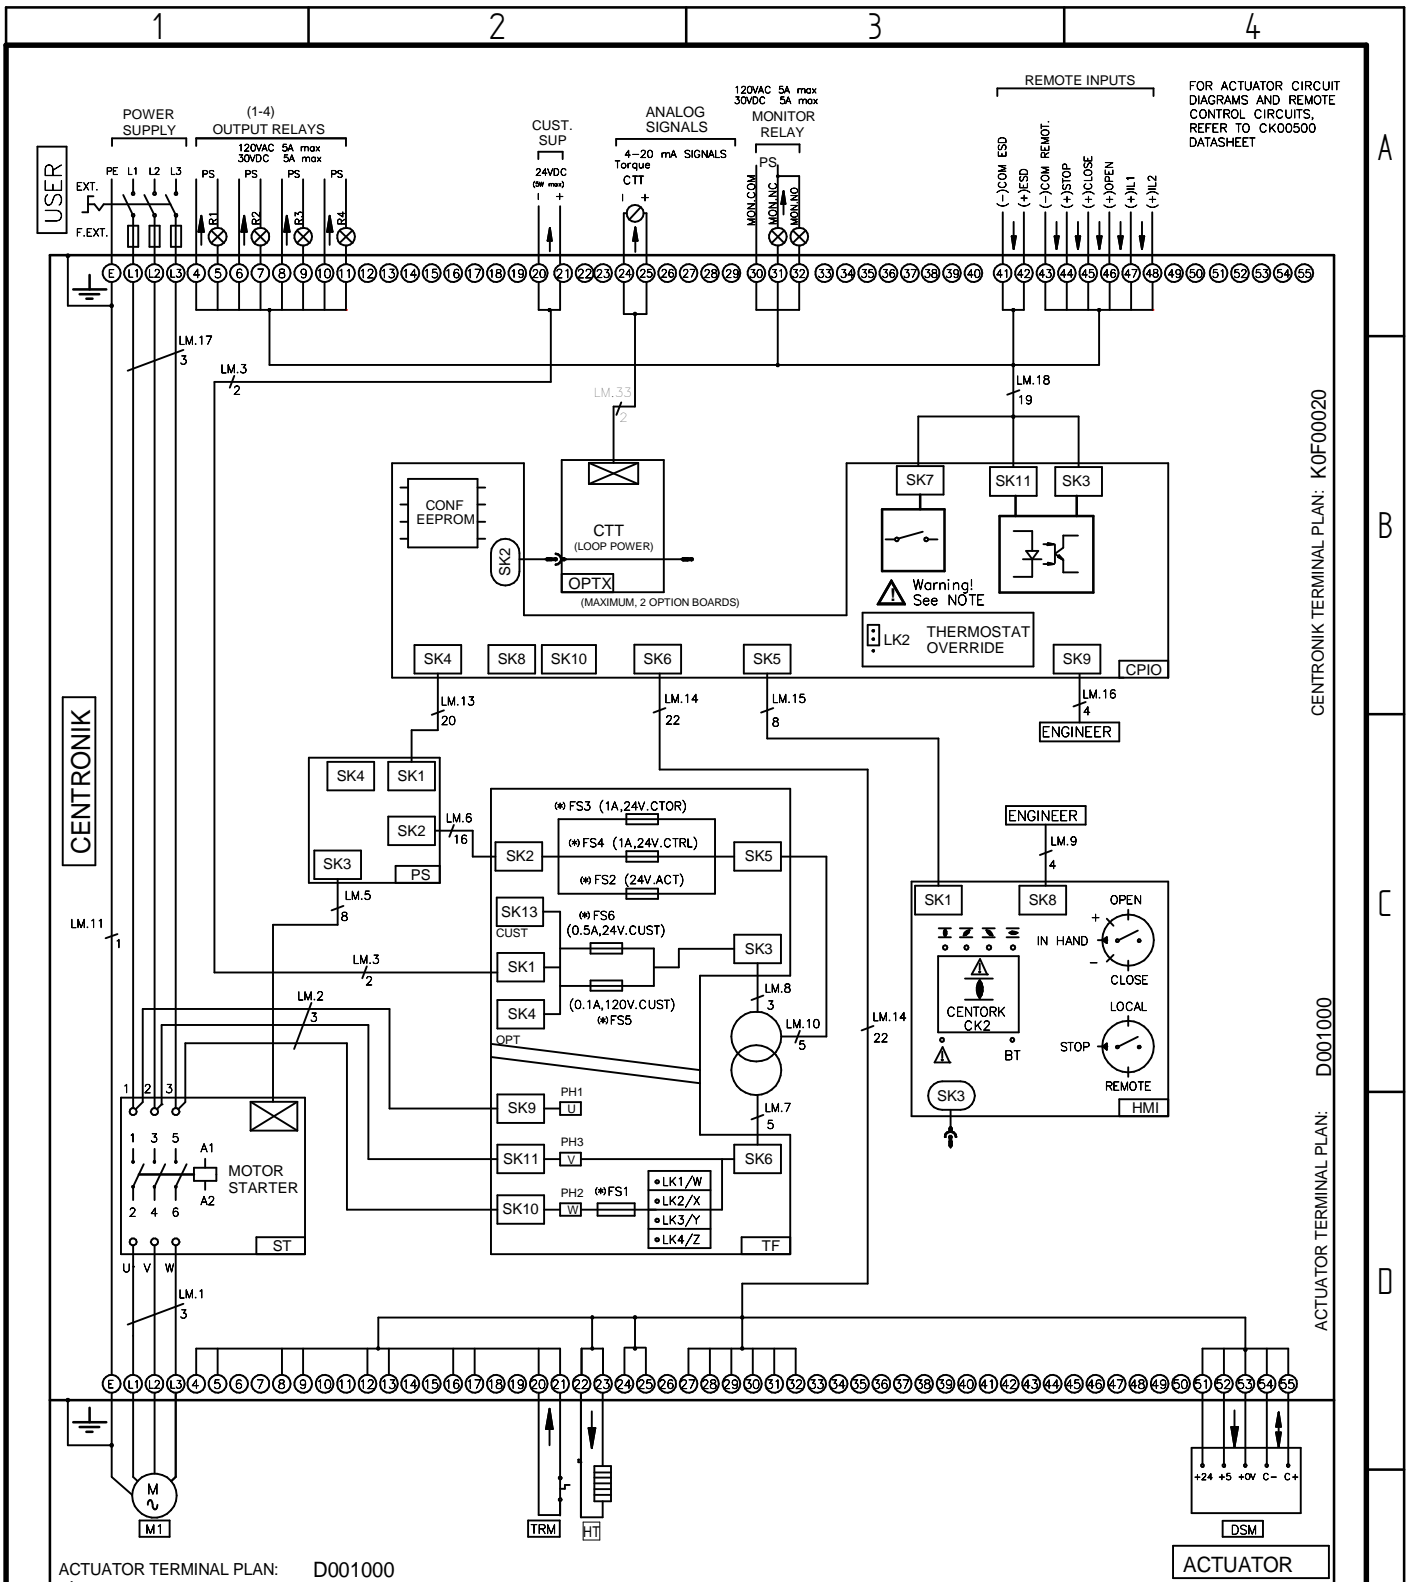 1 2 3 4
A
B
C
D
USER
POWER
SUPPLY
PE L1 L2 L3
EXT.
F.EXT.
(1-4)
OUTPUT RELAYS
120VAC 5A max
30VDC 5A max
PS PS PS PS
R1 R2 R3 R4
CUST.
SUP
24VDC
(5W max)
- +
ANALOG
SIGNALS
4-20 mA SIGNALS
Torque
CTT
- +
120VAC 5A max
30VDC 5A max
MONITOR
RELAY
PS
MON.COM
MON.NC
MON.NO
REMOTE INPUTS
(-)COM ESD
(+)ESD
(-)COM REMOT.
(+)STOP
(+)CLOSE
(+)OPEN
(+)IL1
(+)IL2
FOR ACTUATOR CIRCUIT
DIAGRAMS AND REMOTE
CONTROL CIRCUITS,
REFER TO CK00500
DATASHEET
E L1 L2 L3 4 5 6 7 8 9 10 11 12 13 14 15 16 17 18 19 20 21 22 23 24 25 26 27 28 29 30 31 32 33 34 35 36 37 38 39 40 41 42 43 44 45 46 47 48 49 50 51 52 53 54 55
LM.17
3
LM.3
2
LM.33
2
LM.18
19
CENTRONIK TERMINAL PLAN: K0F00020
CONF
EEPROM
SK2
CTT
(LOOP POWER)
OPTX
(MAXIMUM, 2 OPTION BOARDS)
SK7
SK11
SK3
Warning!
See NOTE
LK2
THERMOSTAT
OVERRIDE
SK4
SK8
SK10
SK6
SK5
SK9
CPIO
LM.13
20
LM.14
22
LM.15
8
LM.16
4
ENGINEER
CENTRONIK
SK4
SK1
SK2
SK3
PS
LM.6
16
LM.5
8
LM.11
1
LM.3
2
LM.2
3
(*)FS3 (1A,24V.CTOR)
(*)FS4 (1A,24V.CTRL)
(*)FS2 (24V.ACT)
SK2
SK5
SK13
CUST
(*)FS6
(0.5A,24V.CUST)
SK1
SK3
SK4
OPT
(0.1A,120V.CUST)
(*)FS5
LM.8
3
LM.10
5
LM.7
5
SK9
PH1
U
SK11
PH3
V
SK6
SK10
PH2
W
(*)FS1
LK1/W
LK2/X
LK3/Y
LK4/Z
TF
LM.14
22
ENGINEER
LM.9
4
SK1
SK8
OPEN
+
IN HAND
-
CLOSE
CENTORK
CK2
BT
LOCAL
STOP
REMOTE
SK3
HMI
D001000
ACTUATOR TERMINAL PLAN:
1 2 3
1 3 5
A1
A2
2 4 6
MOTOR
STARTER
ST
U V W
LM.1
3
E L1 L2 L3 4 5 6 7 8 9 10 11 12 13 14 15 16 17 18 19 20 21 22 23 24 25 26 27 28 29 30 31 32 33 34 35 36 37 38 39 40 41 42 43 44 45 46 47 48 49 50 51 52 53 54 55
M
M1
TRM
HT
+24 +5 +0V C- C+
DSM
ACTUATOR TERMINAL PLAN: D001000
ACTUATOR